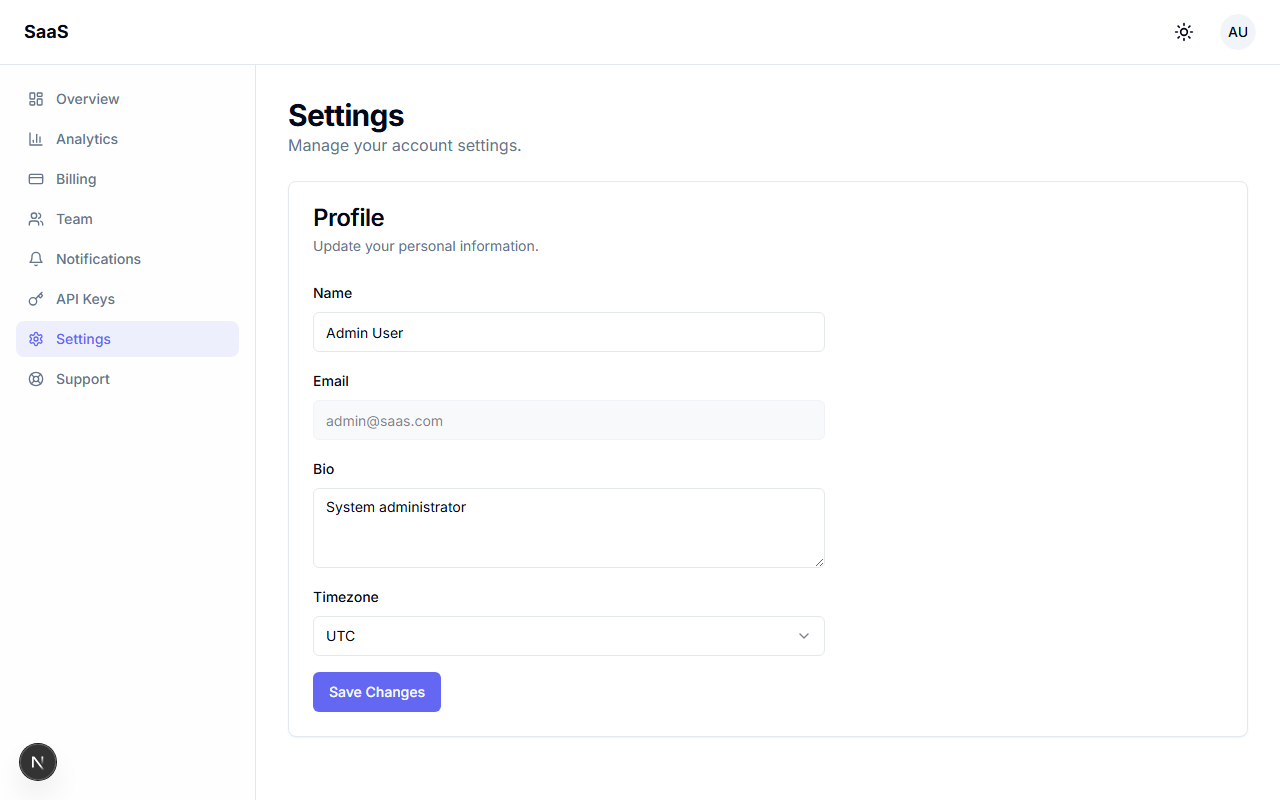 SaaS
AU
Overview
Analytics
Billing
Team
Notifications
API Keys
Settings
Support
Settings
Manage your account settings.
Profile
Update your personal information.
Name
Admin User
Email
admin@saas.com
Bio
System administrator
Timezone
UTC
Save Changes
N